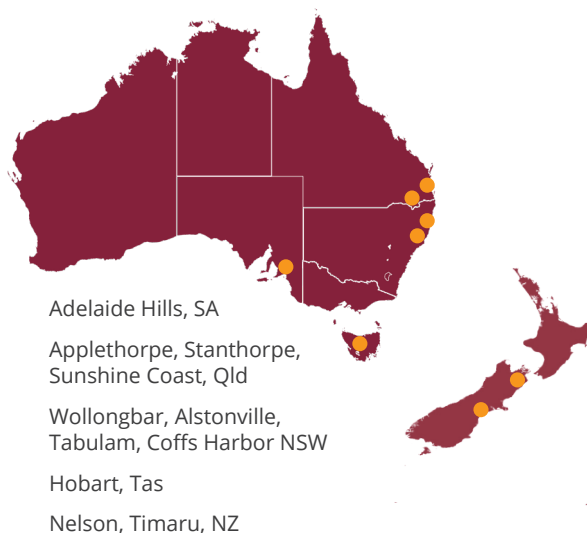 Adelaide Hills, SA
Applethorpe, Stanthorpe,
Sunshine Coast, Qld
Wollongbar, Alstonville,
Tabulam, Coffs Harbor NSW
Hobart, Tas
Nelson, Timaru, NZ